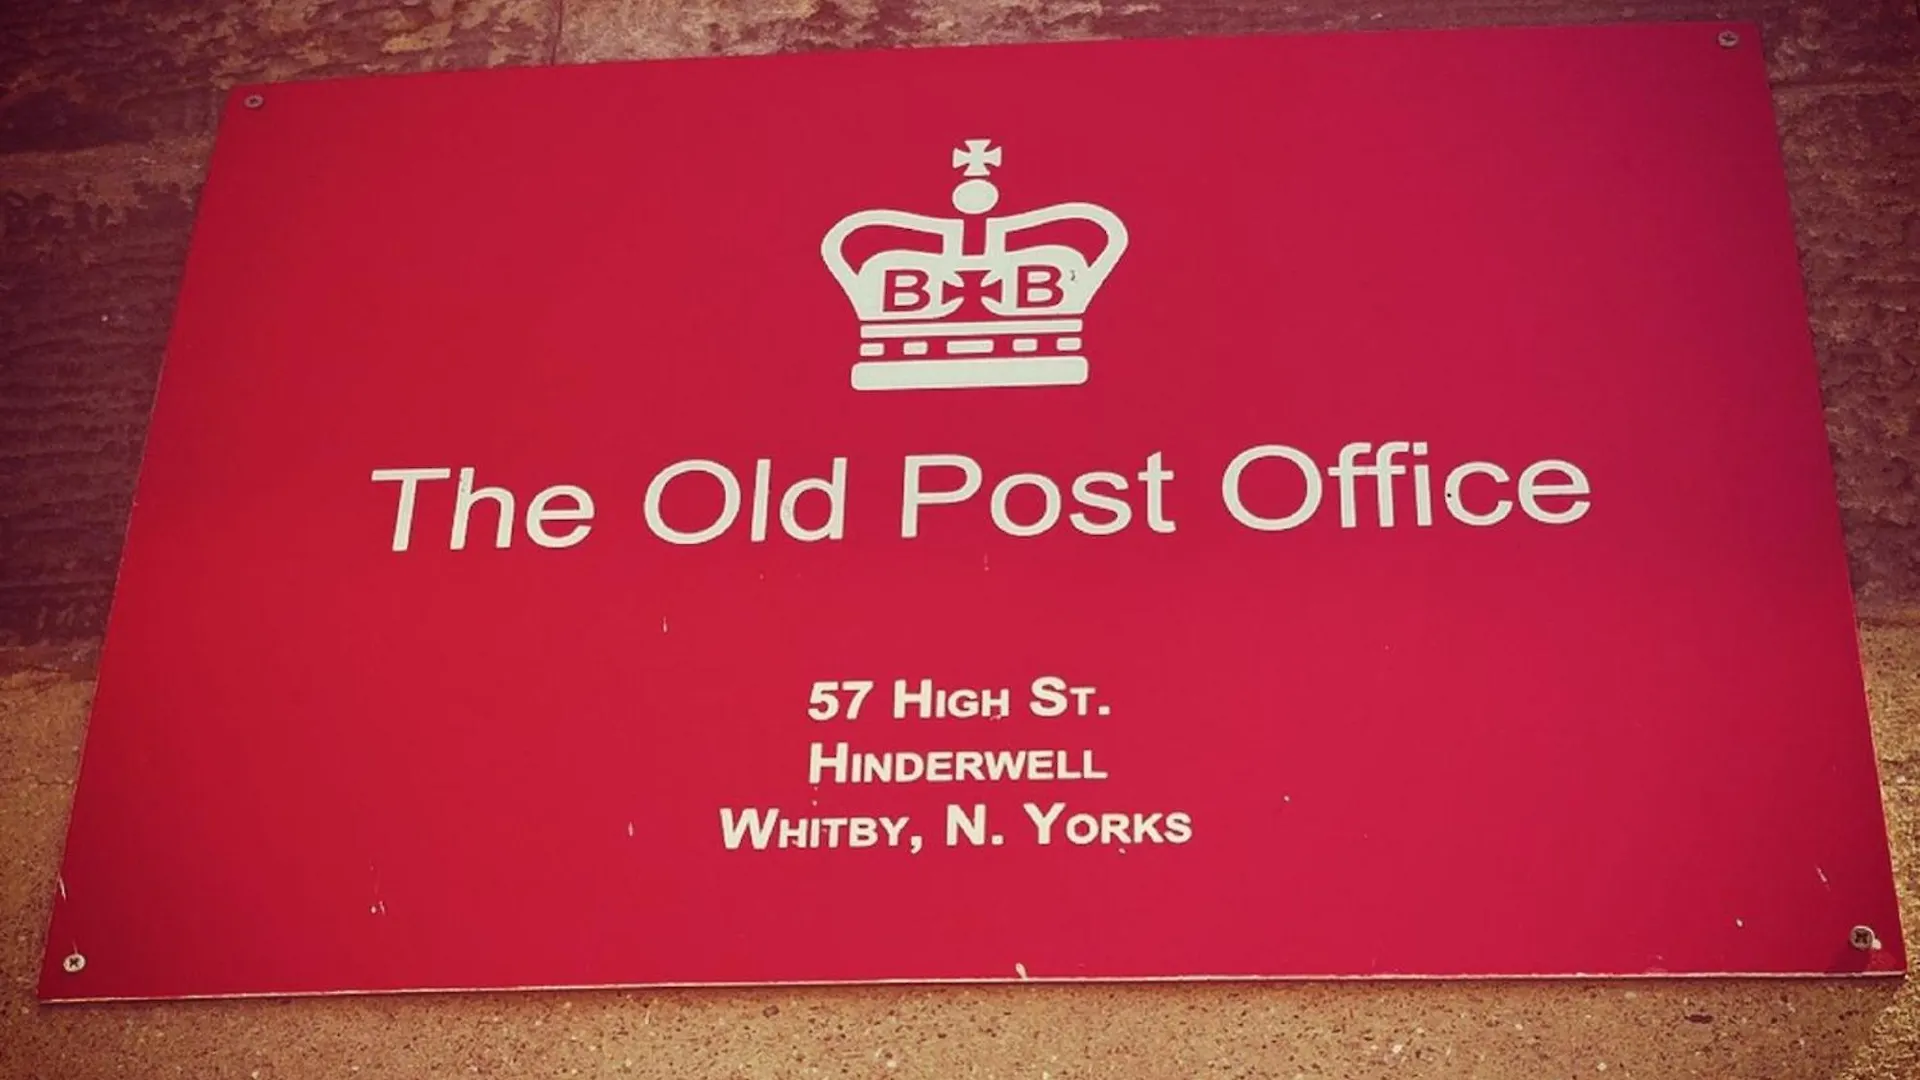 B B
The Old Post Office
57 High St.
Hinderwell
Whitby, N. Yorks